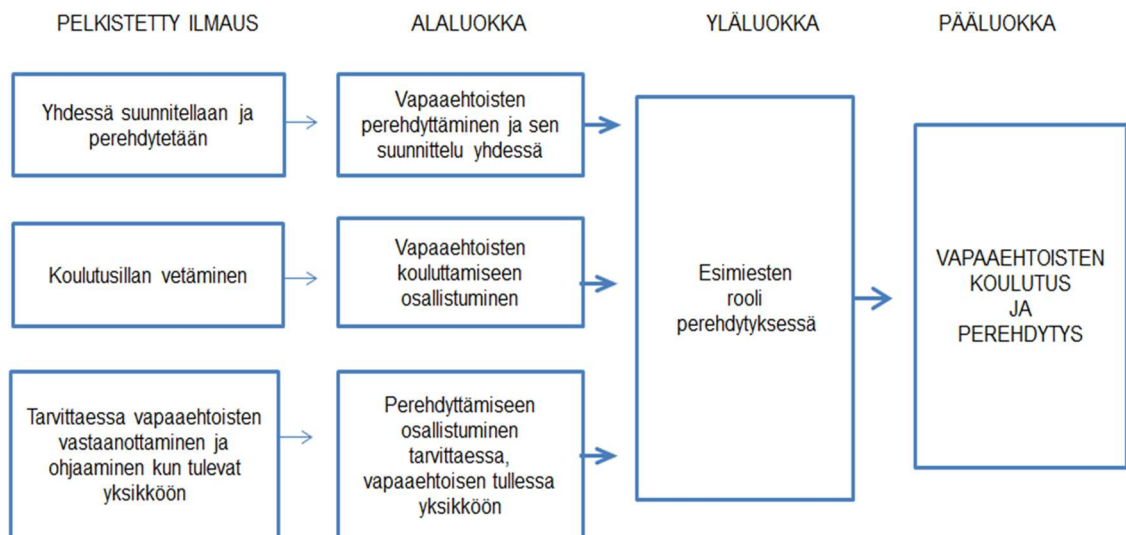 PELKISTETTY ILMAUS
ALALUOKKA
YLÄLUOKKA
PÄÄLUOKKA
Yhdessä suunnitellaan ja
perehdytetään
Vapaaehtoisten
perehdyttäminen ja sen
suunnittelu yhdessä
Koulutusillan vetäminen
Vapaaehtoisten
kouluttamiseen
osallistuminen
Tarvittaessa vapaaehtoisten
vastaanottaminen ja
ohjaaminen kun tulevat
yksikköön
Perehdyttämiseen
osallistuminen
tarvittaessa,
vapaaehtoisen tullessa
yksikköön
Esimiesten
rooli
perehdytyksessä
VAPAAEHTOISTEN
KOULUTUS
JA
PEREHDYTYS